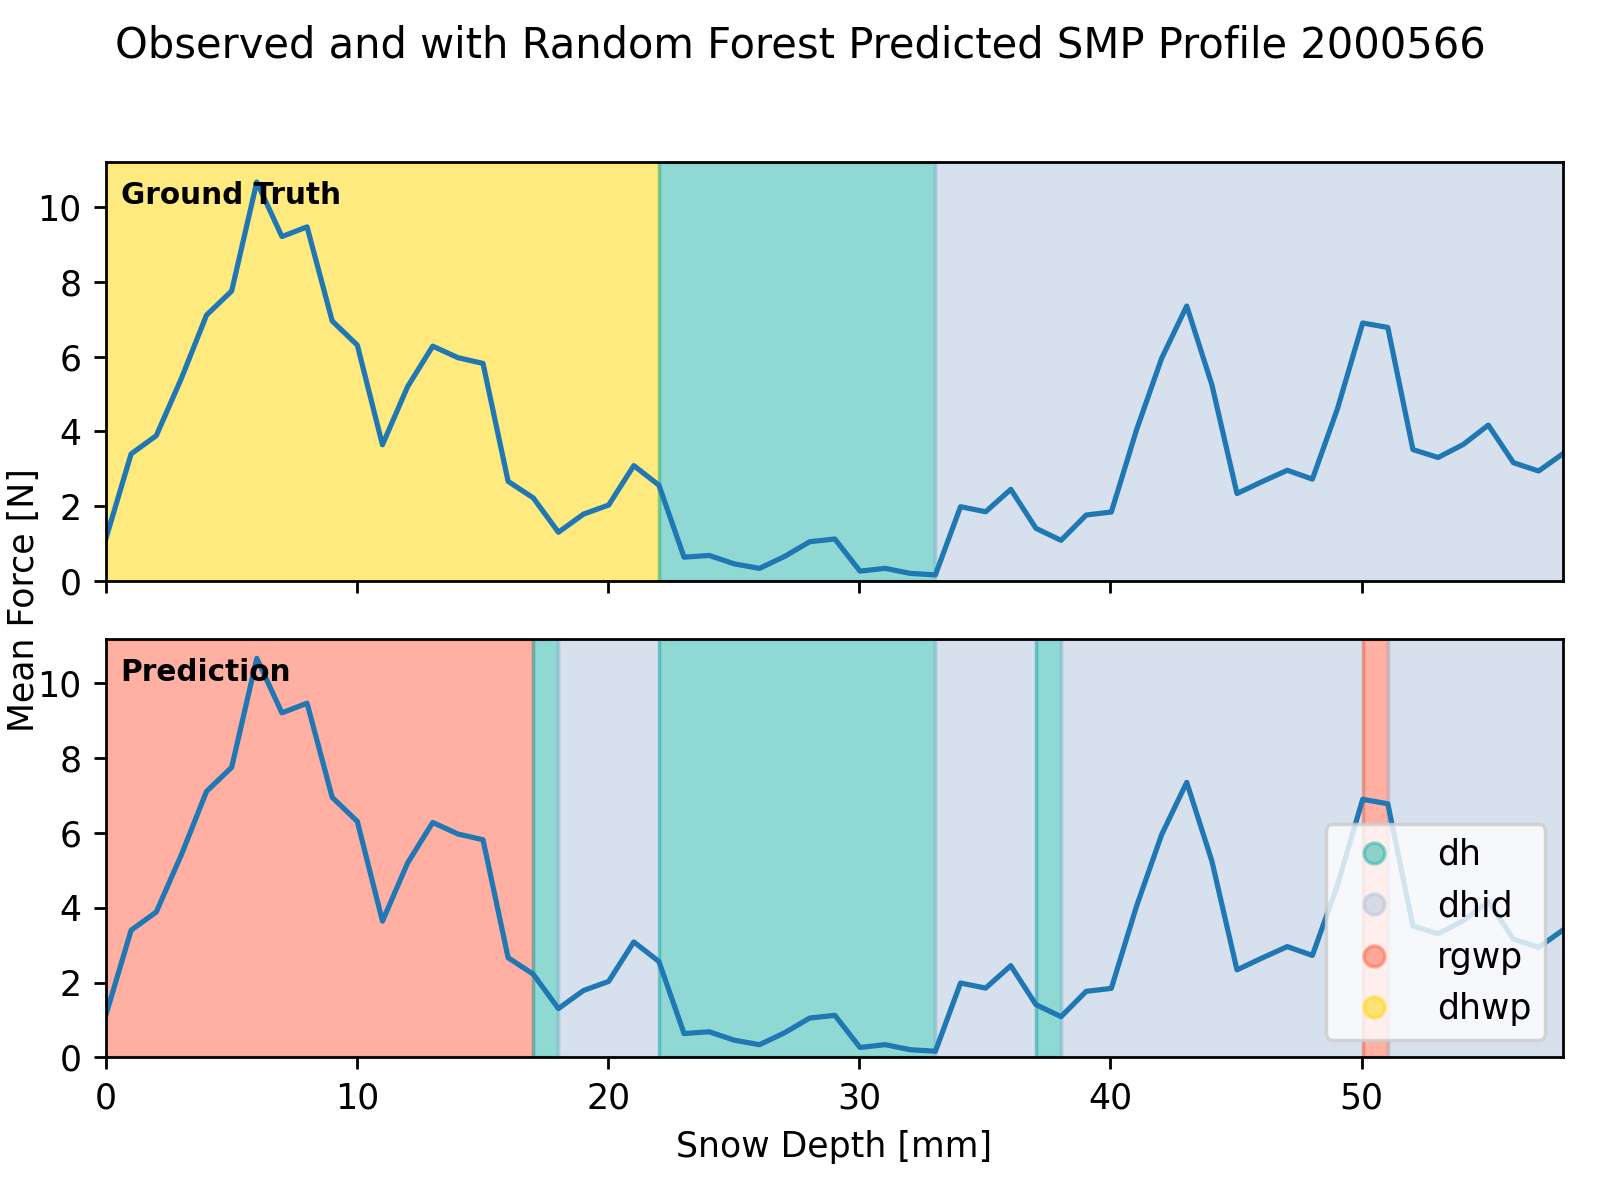 Observed and with Random Forest Predicted SMP Profile 2000566
Ground Truth
10
8
6
4
2
0
Mean Force [N]
Prediction
10
8
6
4
2
0
dh
dhid
rgwp
dhwp
0 10 20 30 40 50
Snow Depth [mm]